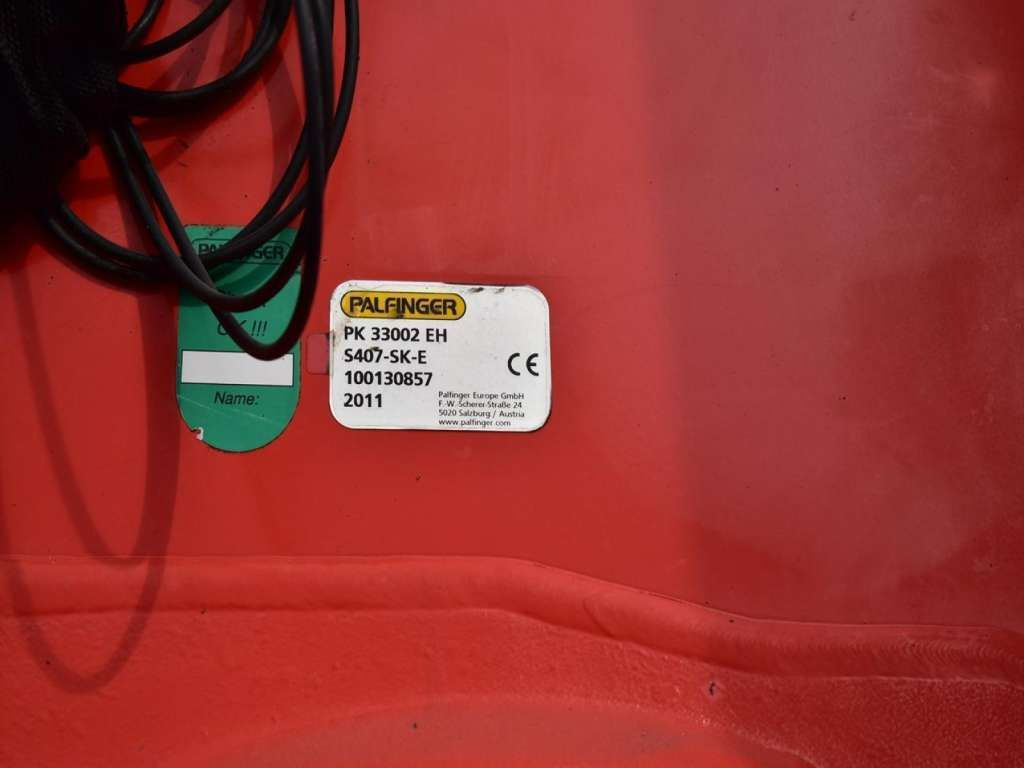 PALFINGER
!!!
Name:
PALFINGER
PK 33002 EH
S407-SK-E
100130857
2011
CE
Palfinger Europe GmbH
F.-W.-Scherer-Straße 24
5020 Salzburg / Austria
www.palfinger.com